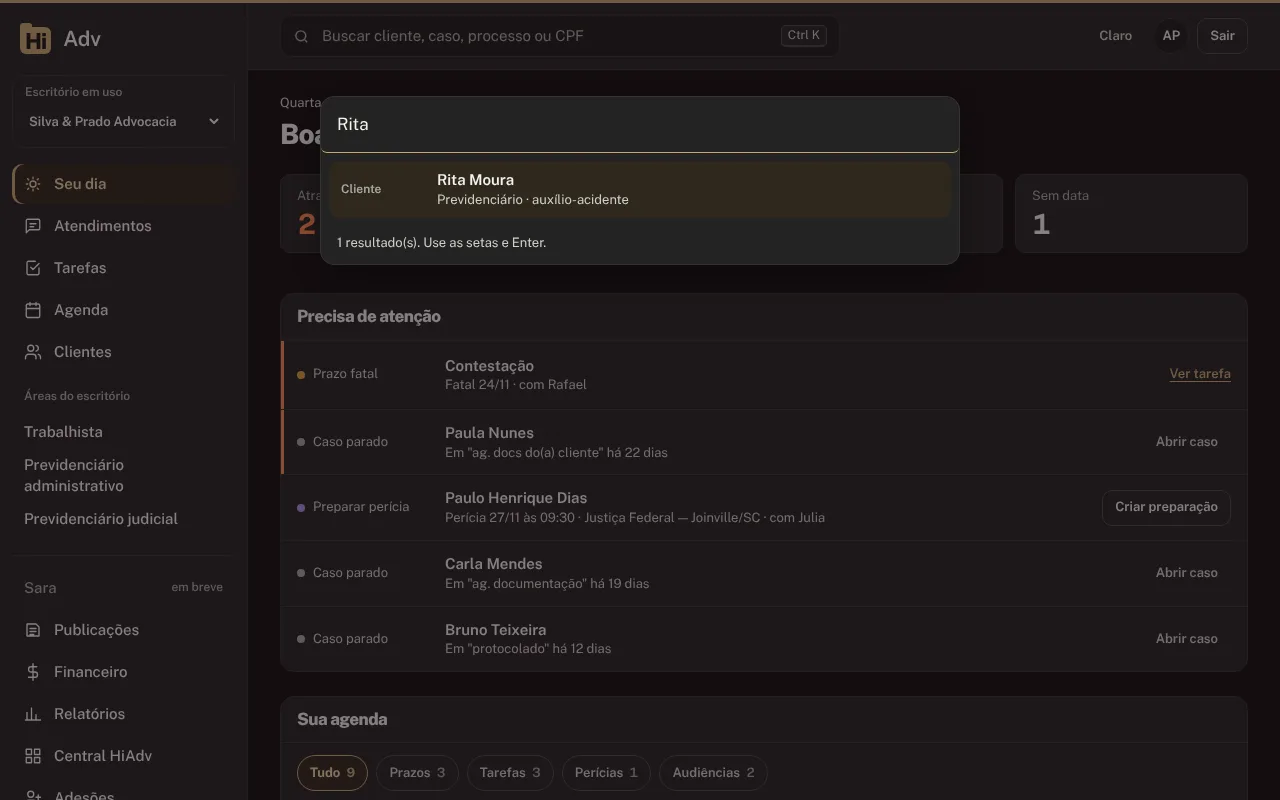 Hi Adv
Buscar cliente, caso, processo ou CPF
Ctrl K
Claro
AP
Sair
Escritório em uso
Silva & Prado Advocacia
Seu dia
Atendimentos
Tarefas
Agenda
Clientes
Áreas do escritório
Trabalhista
Previdenciário
administrativo
Previdenciário judicial
Sara
em breve
Publicações
Financeiro
Relatórios
Central HiAdv
Adesões
Quarta
Boa
Rita
Cliente
Rita Moura
Previdenciário · auxílio-acidente
1 resultado(s). Use as setas e Enter.
Atra
2
Sem data
1
Precisa de atenção
Prazo fatal
Contestação
Fatal 24/11 · com Rafael
Ver tarefa
Caso parado
Paula Nunes
Em "ag. docs do(a) cliente" há 22 dias
Abrir caso
Preparar perícia
Paulo Henrique Dias
Perícia 27/11 às 09:30 · Justiça Federal — Joinville/SC · com Julia
Criar preparação
Caso parado
Carla Mendes
Em "ag. documentação" há 19 dias
Abrir caso
Caso parado
Bruno Teixeira
Em "protocolado" há 12 dias
Abrir caso
Sua agenda
Tudo 9
Prazos 3
Tarefas 3
Perícias 1
Audiências 2